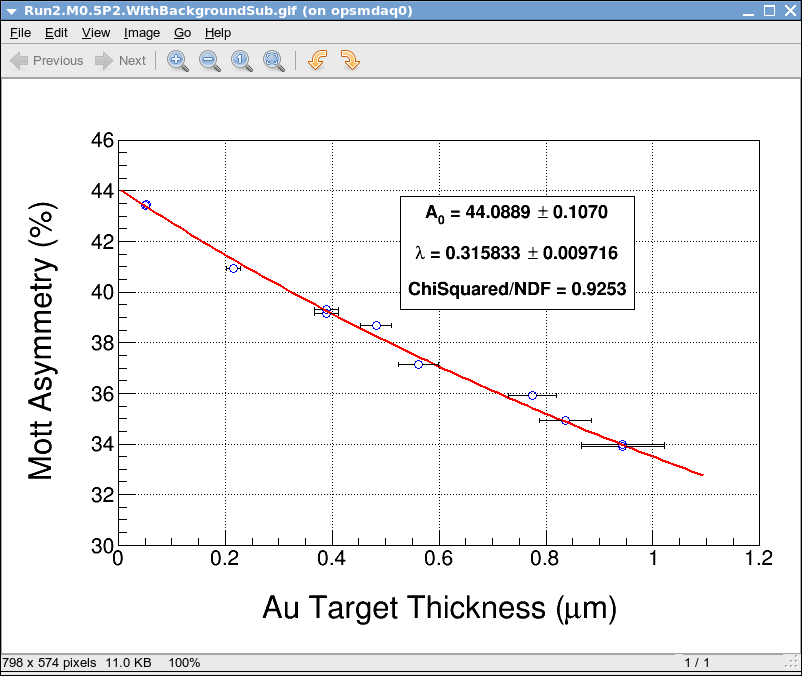 Run2.M0.5P2.WithBackgroundSub.gif (on opsmdaq0)
File Edit View Image Go Help
Previous Next
46
44
42
40
38
36
34
32
30
Mott Asymmetry (%)
A0 = 44.0889 ± 0.1070
λ = 0.315833 ± 0.009716
ChiSquared/NDF = 0.9253
0 0.2 0.4 0.6 0.8 1 1.2
Au Target Thickness (μm)
798 x 574 pixels 11.0 KB 100% 1 / 1